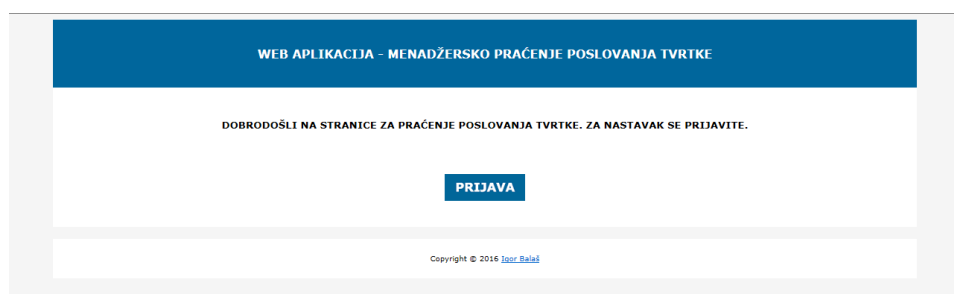 WEB APLIKACIJA - MENADŽERSKO PRAĆENJE POSLOVANJA TVRTKE
DOBRODOŠLI NA STRANICE ZA PRAĆENJE POSLOVANJA TVRTKE. ZA NASTAVAK SE PRIJAVITE.
PRIJAVA
Copyright © 2016 Igor Balaš